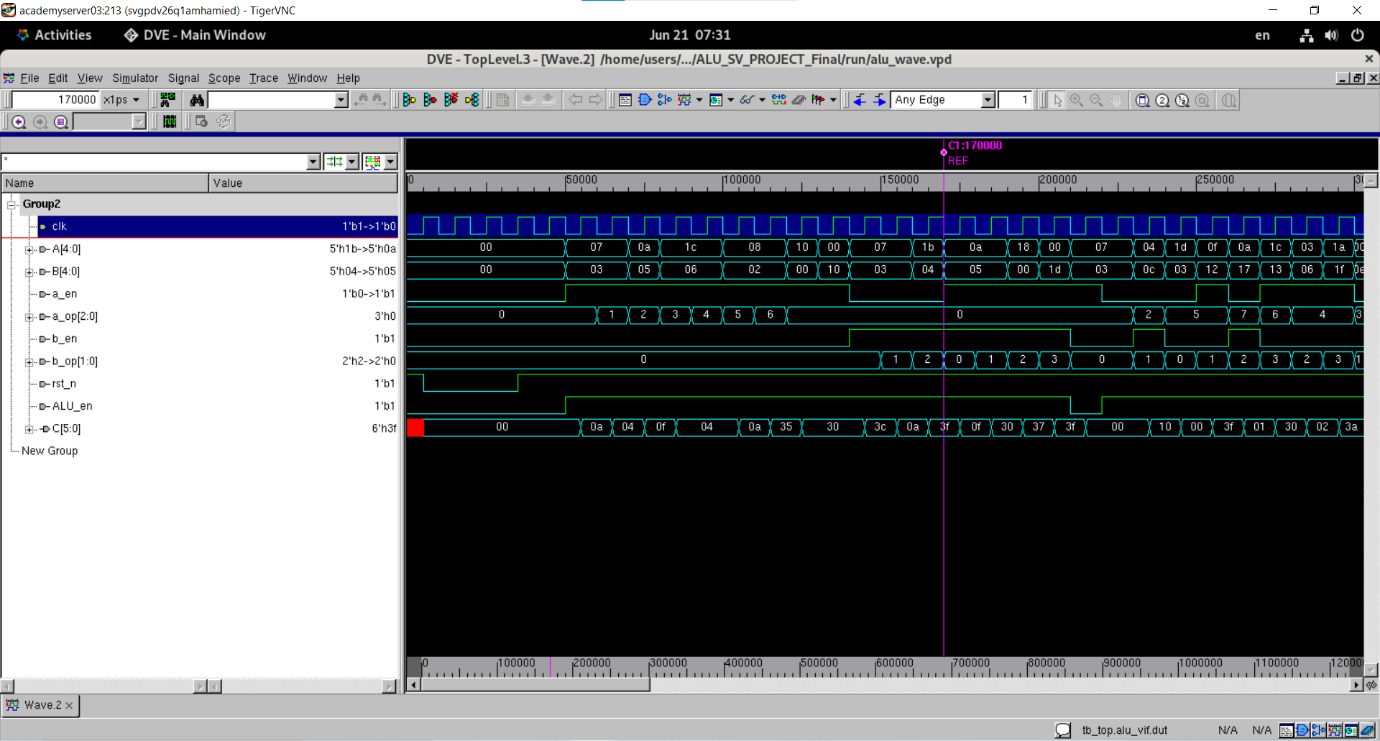 academyserver03:213 (svgpdv26q1amhamied) - TigerVNC
Activities DVE - Main Window Jun 21 07:31 en
DVE - TopLevel.3 - [Wave.2] /home/users/.../ALU_SV_PROJECT_Final/run/alu_wave.vpd
File Edit View Simulator Signal Scope Trace Window Help
170000 x1ps Any Edge 1
*
C1:170000
REF
Name Value
0 50000 100000 150000 200000 250000
Group2
clk 1'b1->1'b0
A[4:0] 5'h1b->5'h0a 00 07 0a 1c 08 10 00 07 1b 0a 18 00 07 04 1d 0f 0a 1c 03 1a
B[4:0] 5'h04->5'h05 00 03 05 06 02 00 10 03 04 05 00 1d 03 0c 03 12 17 13 06 1f
a_en 1'b0->1'b1
a_op[2:0] 3'h0 0 1 2 3 4 5 6 0 2 5 7 6 4 3
b_en 1'b1
b_op[1:0] 2'h2->2'h0 0 1 2 0 1 2 3 0 1 0 1 2 3 2 3 1
rst_n 1'b1
ALU_en 1'b1
C[5:0] 6'h3f 00 0a 04 0f 04 0a 35 30 3c 0a 3f 0f 30 37 3f 00 10 00 3f 01 30 02 3a
New Group
0 100000 200000 300000 400000 500000 600000 700000 800000 900000 1000000 1100000
Wave.2
tb_top.alu_vif.dut N/A N/A